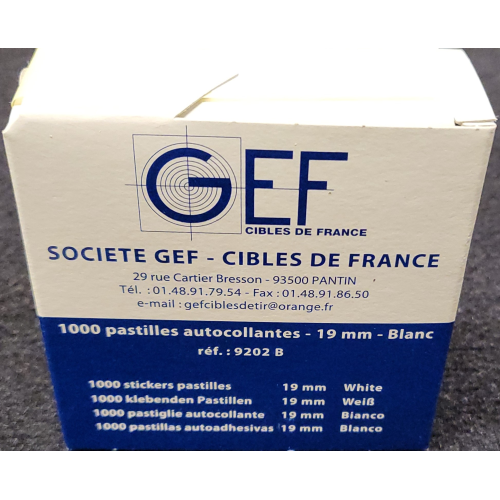 GEF
CIBLES DE FRANCE
SOCIETE GEF - CIBLES DE FRANCE
29 rue Cartier Bresson - 93500 PANTIN
Tél. : 01.48.91.79.54 - Fax : 01.48.91.86.50
e-mail : gefciblesdetir@orange.fr
1000 pastilles autocollantes - 19 mm - Blanc
réf. : 9202 B
1000 stickers pastilles 19 mm White
1000 klebenden Pastillen 19 mm Weiß
1000 pastiglie autocollante 19 mm Bianco
1000 pastillas autoadhesivas 19 mm Blanco